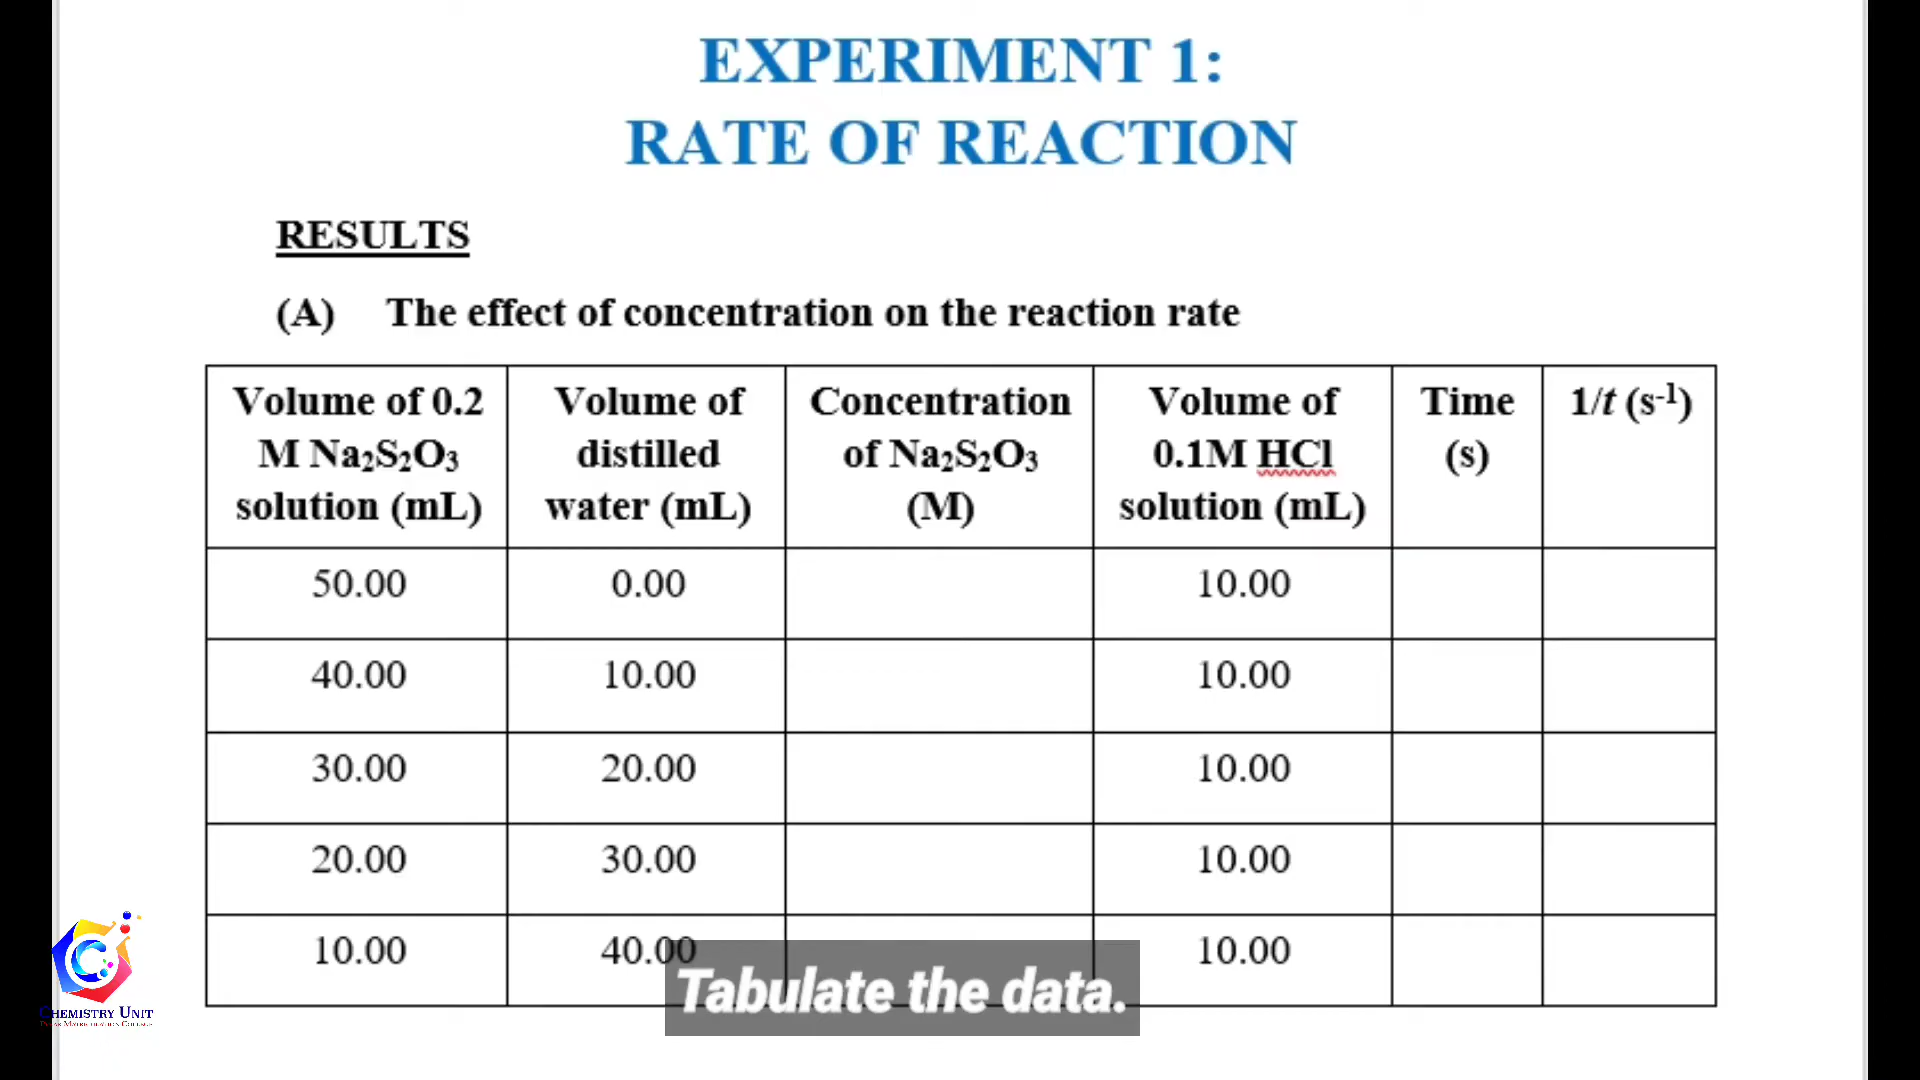 EXPERIMENT 1:
RATE OF REACTION
RESULTS
(A) The effect of concentration on the reaction rate
Volume of 0.2 M Na₂S₂O₃ solution (mL) Volume of distilled water (mL) Concentration of Na₂S₂O₃ (M) Volume of 0.1M HCl solution (mL) Time (s) 1/t (s⁻¹)
50.00 0.00 10.00
40.00 10.00 10.00
30.00 20.00 10.00
20.00 30.00 10.00
10.00 40.00 10.00
Tabulate the data.
CHEMISTRY UNIT